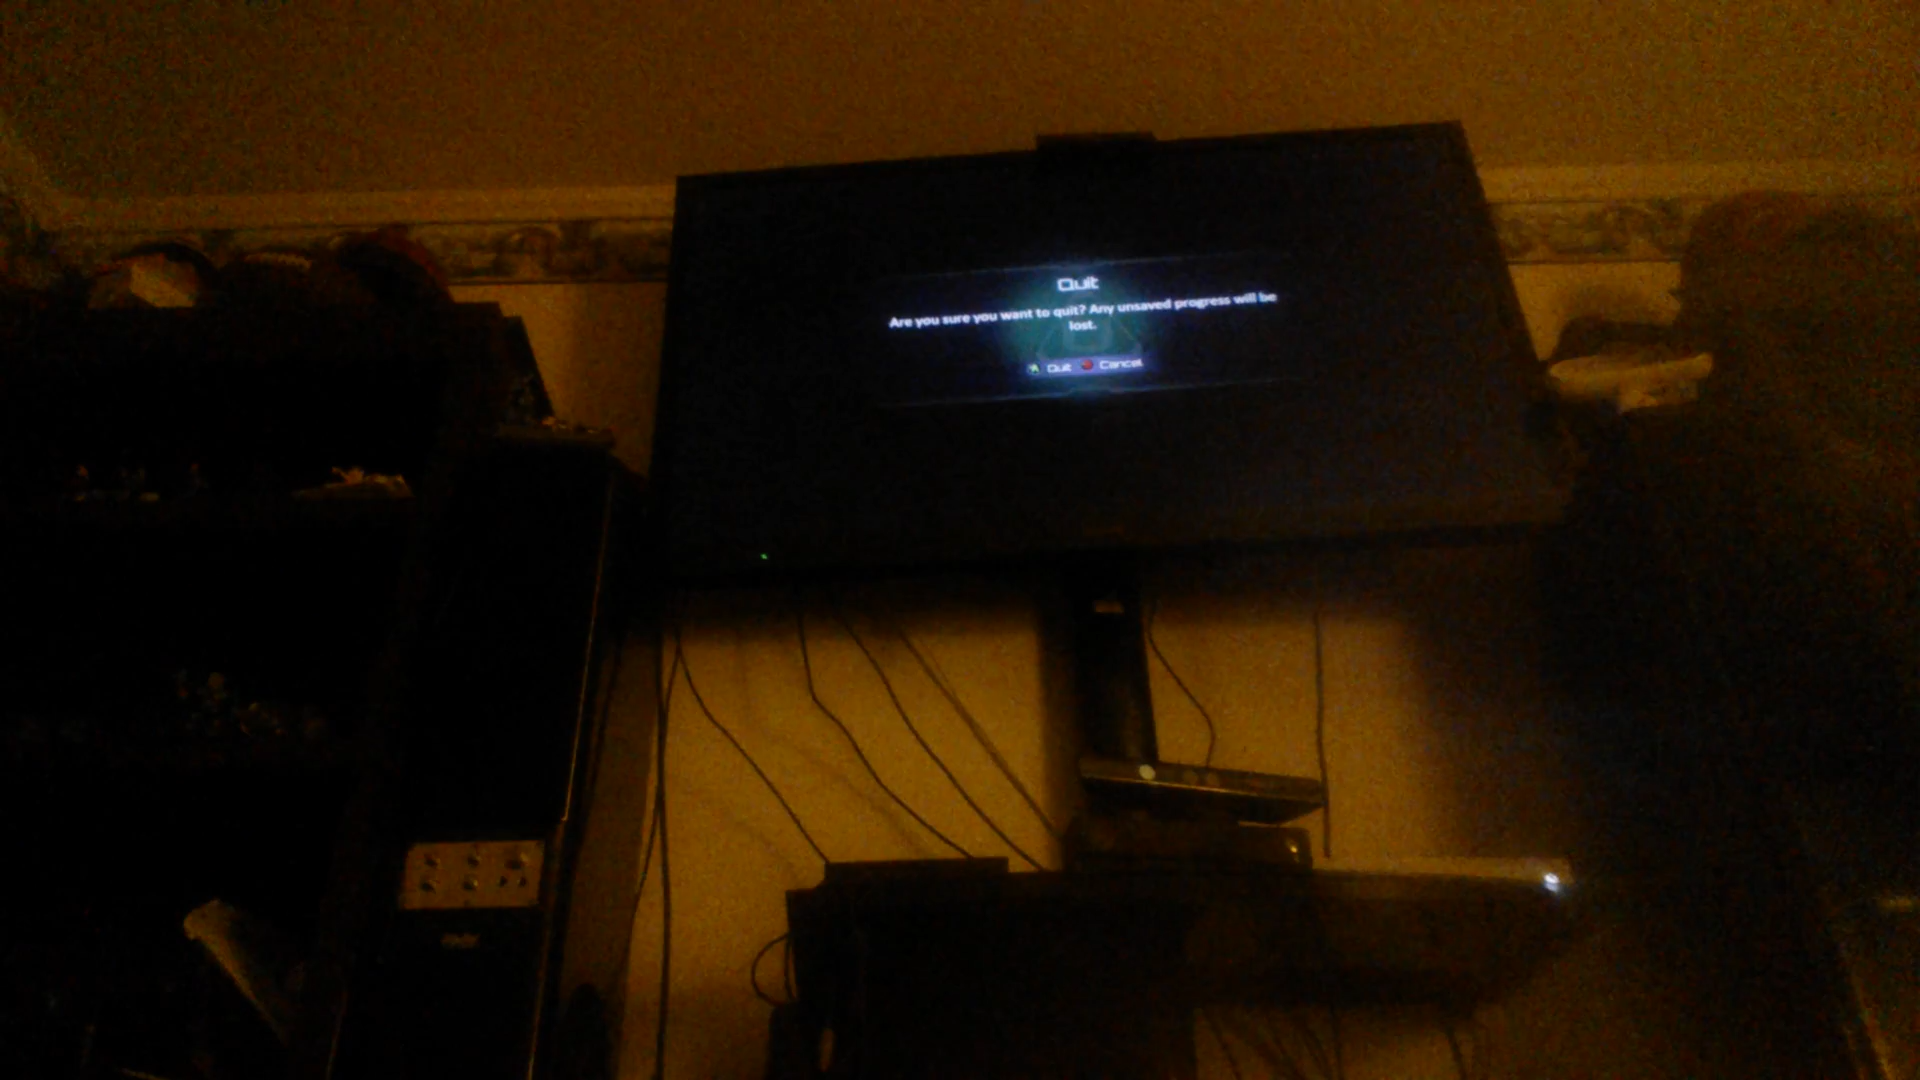 Quit
Are you sure you want to quit? Any unsaved progress will be
lost.
A Quit Cancel